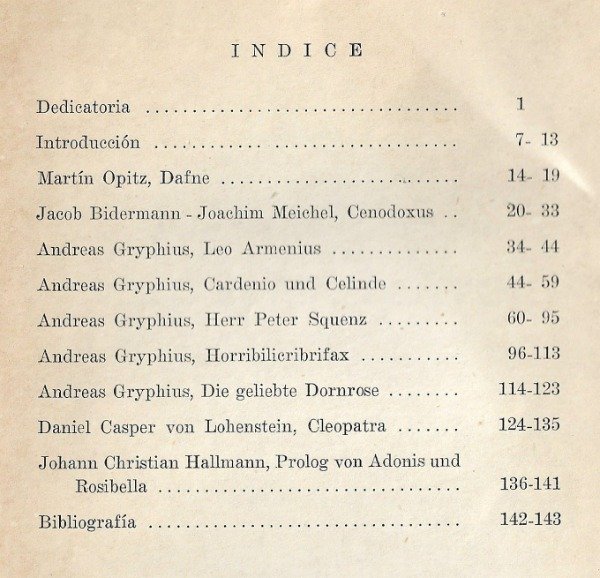 INDICE
Dedicatoria ................................. 1
Introducción ............ .................... 7- 13
Martín Opitz, Dafne ......................... 14- 19
Jacob Bidermann - Joachim Meichel, Cenodoxus .. 20- 33
Andreas Gryphius, Leo Armenius .............. 34- 44
Andreas Gryphius, Cardenio und Celinde ....... 44- 59
Andreas Gryphius, Herr Peter Squenz ......... 60- 95
Andreas Gryphius, Horribilicribrifax ........... 96-113
Andreas Gryphius, Die geliebte Dornrose ........ 114-123
Daniel Casper von Lohenstein, Cleopatra ....... 124-135
Johann Christian Hallmann, Prolog von Adonis und
Rosibella ................................ 136-141
Bibliografía ................................. 142-143